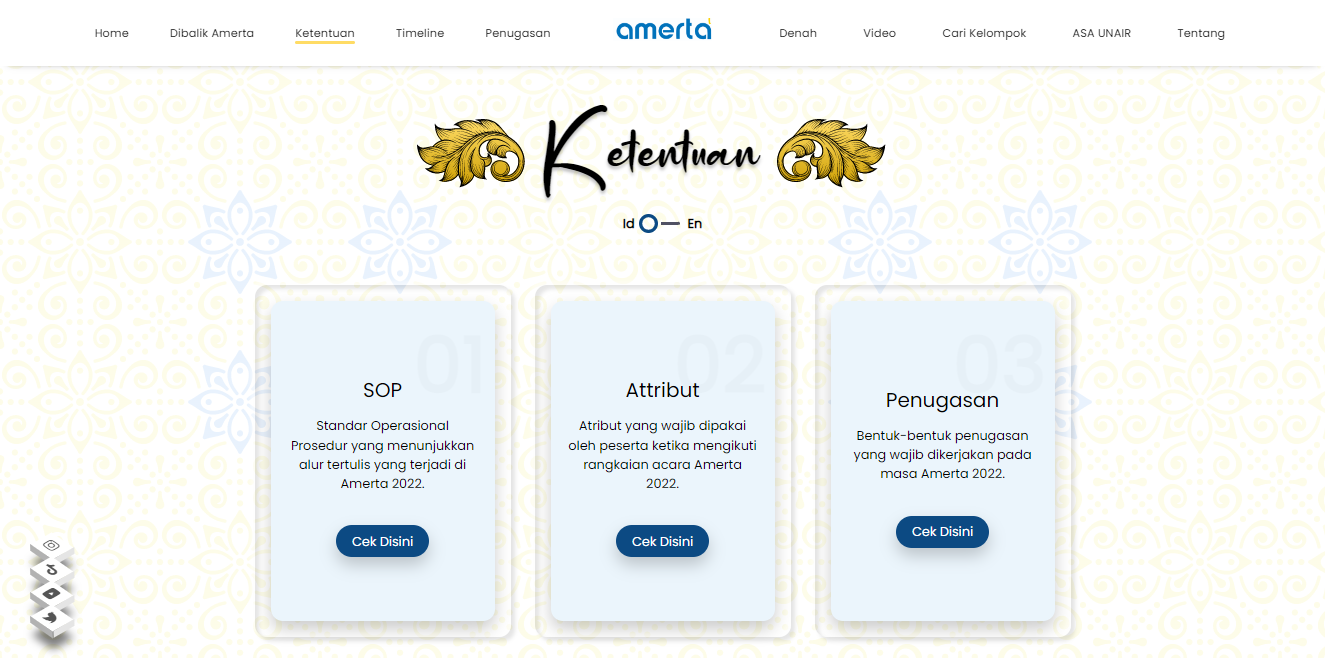 Home
Dibalik Amerta
Ketentuan
Timeline
Penugasan
amerta
Denah
Video
Cari Kelompok
ASA UNAIR
Tentang
Ketentuan
Id
En
01
SOP
Standar Operasional
Prosedur yang menunjukkan
alur tertulis yang terjadi di
Amerta 2022.
Cek Disini
02
Attribut
Atribut yang wajib dipakai
oleh peserta ketika mengikuti
rangkaian acara Amerta
2022.
Cek Disini
03
Penugasan
Bentuk-bentuk penugasan
yang wajib dikerjakan pada
masa Amerta 2022.
Cek Disini